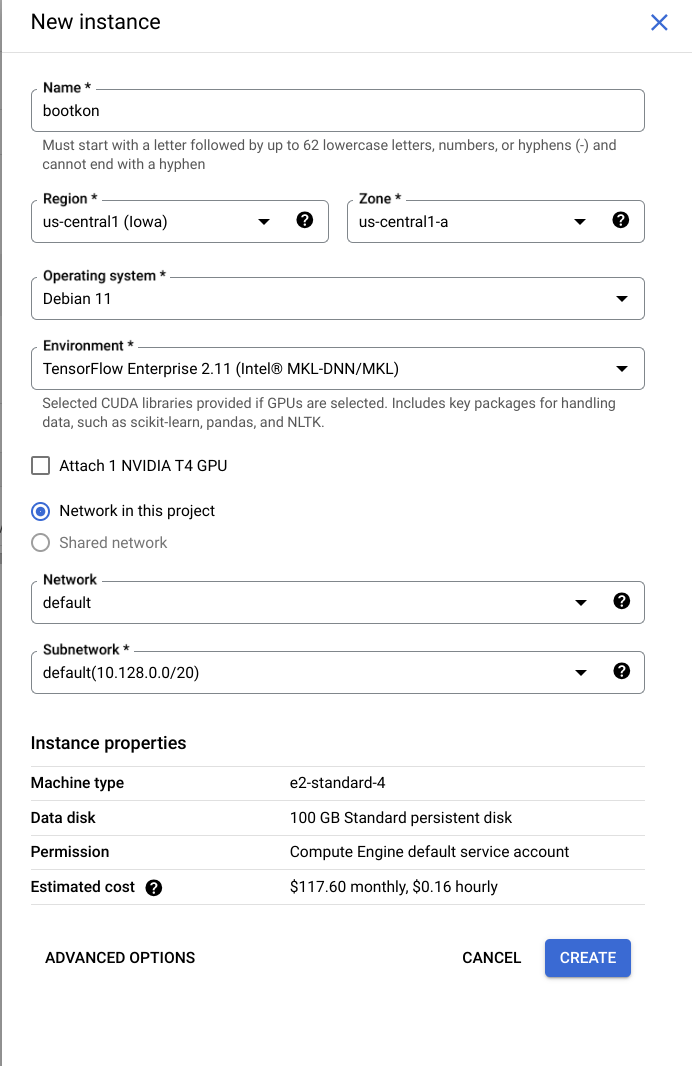 New instance
Name *
bootkon
Must start with a letter followed by up to 62 lowercase letters, numbers, or hyphens (-) and
cannot end with a hyphen
Region *
us-central1 (Iowa)
Zone *
us-central1-a
Operating system *
Debian 11
Environment *
TensorFlow Enterprise 2.11 (Intel® MKL-DNN/MKL)
Selected CUDA libraries provided if GPUs are selected. Includes key packages for handling
data, such as scikit-learn, pandas, and NLTK.
Attach 1 NVIDIA T4 GPU
Network in this project
Shared network
Network
default
Subnetwork *
default(10.128.0.0/20)
Instance properties
Machine type e2-standard-4
Data disk 100 GB Standard persistent disk
Permission Compute Engine default service account
Estimated cost $117.60 monthly, $0.16 hourly
ADVANCED OPTIONS CANCEL CREATE